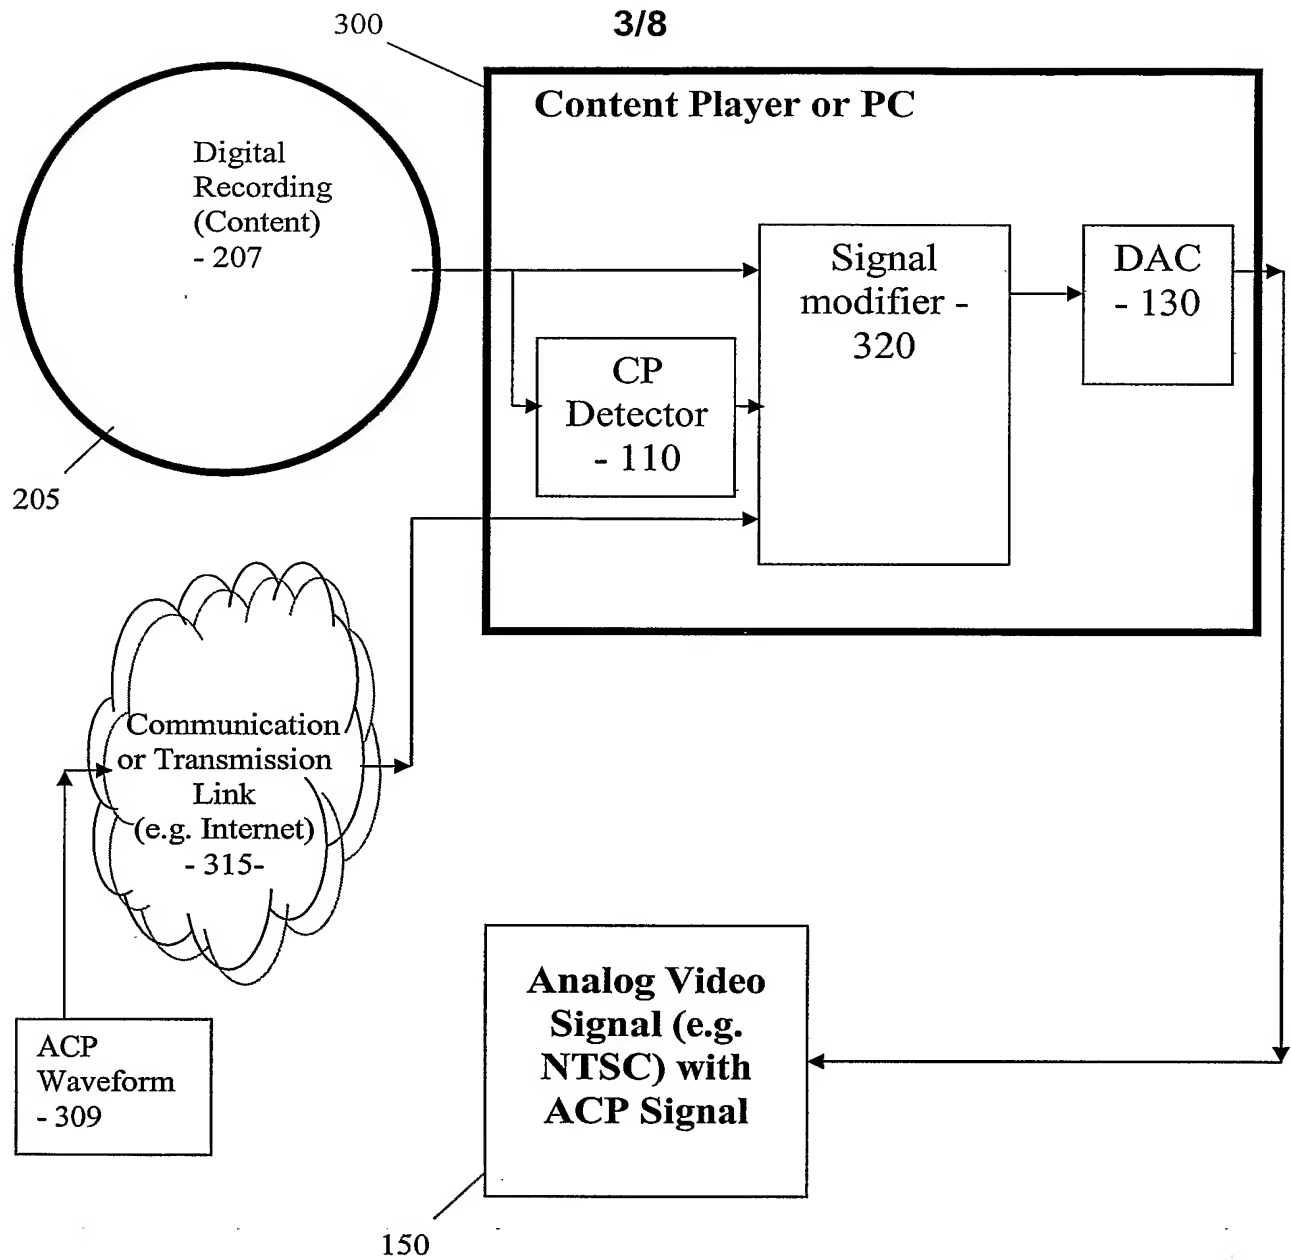 300
3/8
Content Player or PC
Digital
Recording
(Content)
- 207
Signal
modifier -
320
DAC
- 130
CP
Detector
- 110
205
Communication
or Transmission
Link
(e.g. Internet)
- 315-
ACP
Waveform
- 309
Analog Video
Signal (e.g.
NTSC) with
ACP Signal
150